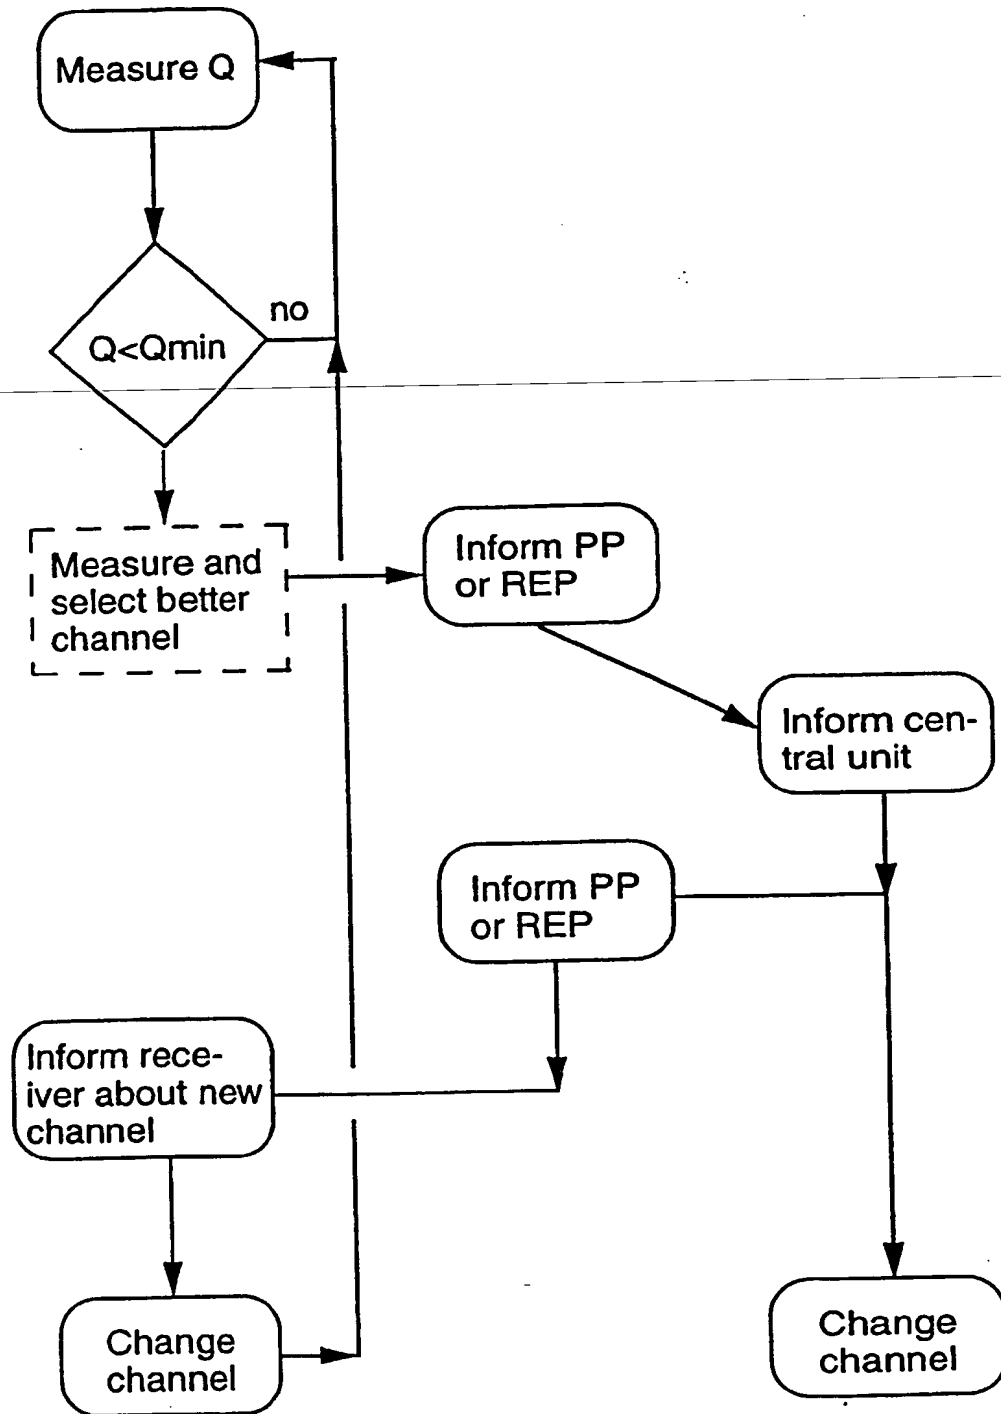 Measure Q
no
Q<Qmin
Measure and
select better
channel
Inform PP
or REP
Inform cen-
tral unit
Inform PP
or REP
Inform rece-
iver about new
channel
Change
channel
Change
channel